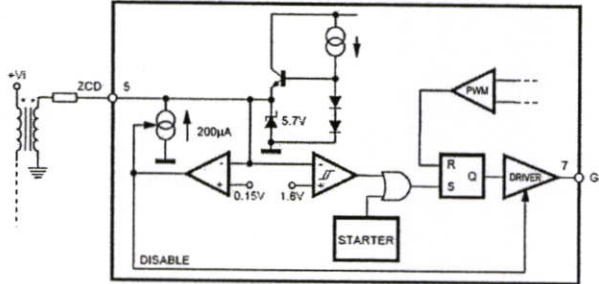 +Vi
ZCD
5
200µA
5.7V
PWM
R
S
Q
DRIVER
7
G
-
+
0.15V
-
+
1.6V
STARTER
DISABLE